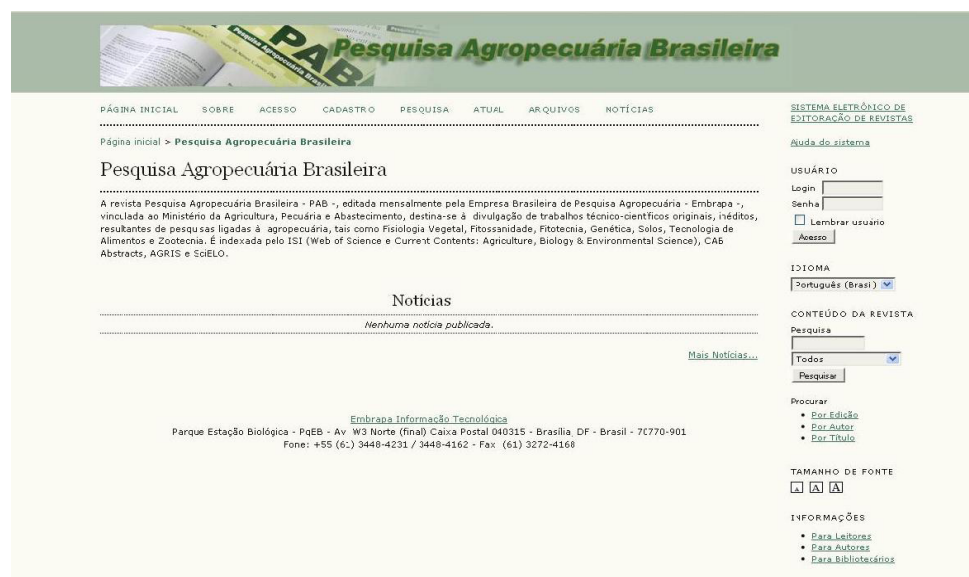 PAB
Pesquisa Agropecuária Brasileira
PÁGINA INICIAL SOBRE ACESSO CADASTRO PESQUISA ATUAL ARQUIVOS NOTÍCIAS
Página inicial > Pesquisa Agropecuária Brasileira
Pesquisa Agropecuária Brasileira
A revista Pesquisa Agropecuária Brasileira - PAB -, editada mensalmente pela Empresa Brasileira de Pesquisa Agropecuária - Embrapa -,
vinculada ao Ministério da Agricultura, Pecuária e Abastecimento, destina-se à divulgação de trabalhos técnico-científicos originais, inéditos,
resultantes de pesquisas ligadas à agropecuária, tais como Fisiologia Vegetal, Fitossanidade, Fitotecnia, Genética, Solos, Tecnologia de
Alimentos e Zootecnia. É indexada pelo ISI (Web of Science e Current Contents: Agriculture, Biology & Environmental Science), CAB
Abstracts, AGRIS e SciELO.
Notícias
Nenhuma notícia publicada.
Mais Notícias...
Embrapa Informação Tecnológica
Parque Estação Biológica - PqEB - Av. W3 Norte (final) Caixa Postal 040315 - Brasília, DF - Brasil - 70770-901
Fone: +55 (61) 3448-4231 / 3448-4162 - Fax: (61) 3272-4168
SISTEMA ELETRÔNICO DE
EDITORAÇÃO DE REVISTAS
Ajuda do sistema
USUÁRIO
Login
Senha
Lembrar usuário
Acesso
IDIOMA
Português (Brasil)
CONTEÚDO DA REVISTA
Pesquisa
Todos
Pesquisar
Procurar
• Por Edição
• Por Autor
• Por Título
TAMANHO DE FONTE
A A A
INFORMAÇÕES
• Para Leitores
• Para Autores
• Para Bibliotecários